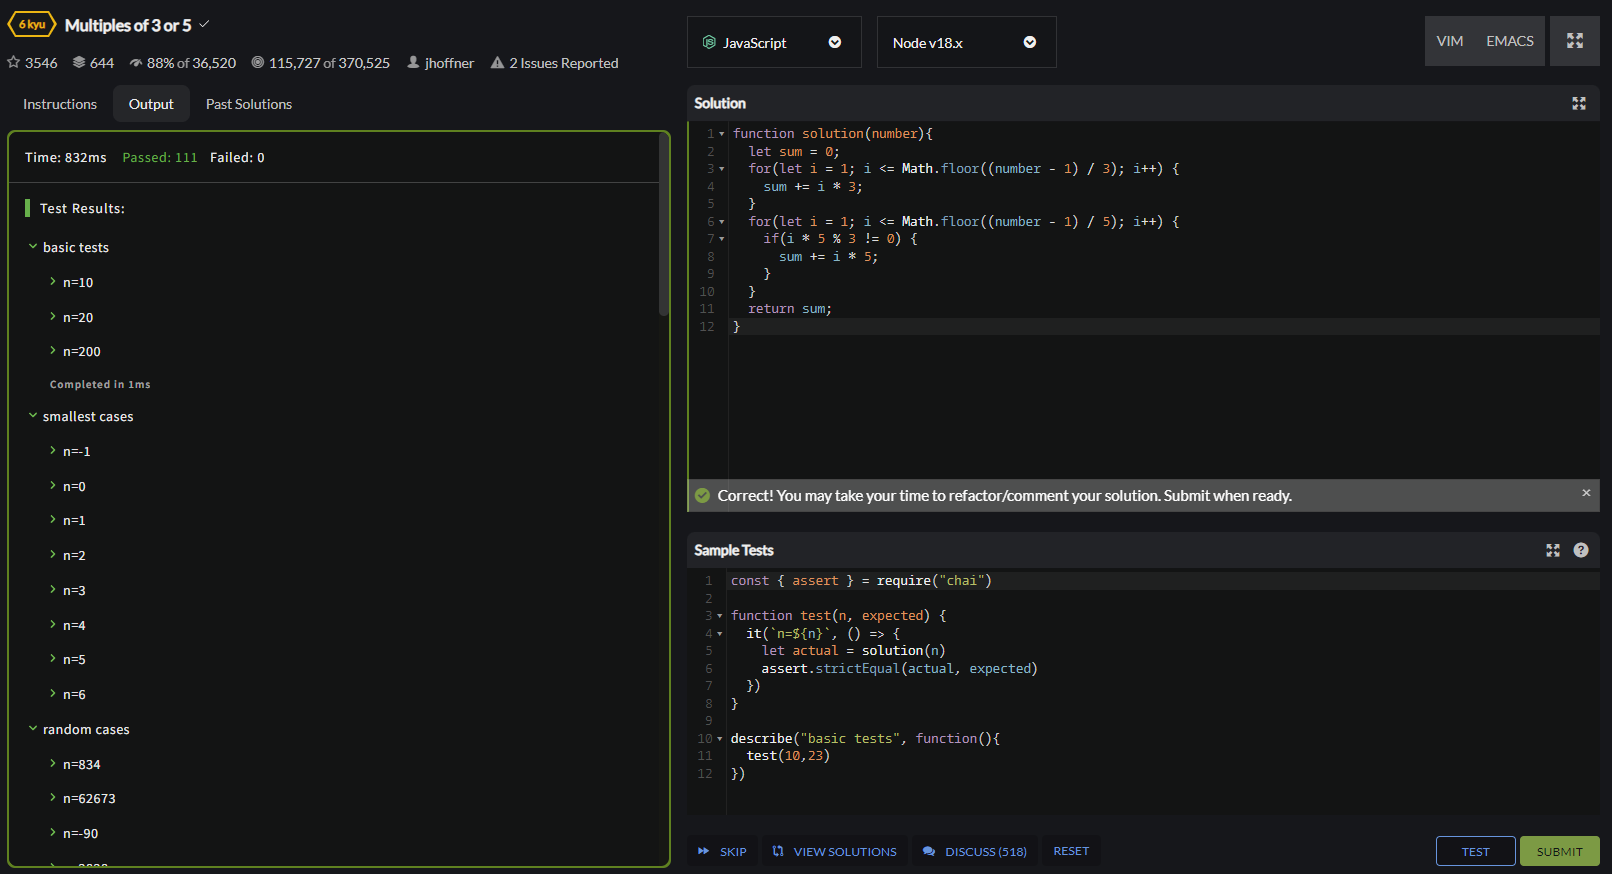 6 kyu Multiples of 3 or 5
3546 644 88% of 36,520 115,727 of 370,525 jhoffner 2 Issues Reported
Instructions Output Past Solutions
Time: 832ms Passed: 111 Failed: 0
Test Results:
basic tests
n=10
n=20
n=200
Completed in 1ms
smallest cases
n=-1
n=0
n=1
n=2
n=3
n=4
n=5
n=6
random cases
n=834
n=62673
n=-90
JavaScript Node v18.x VIM EMACS
Solution
1 function solution(number){
2 let sum = 0;
3 for(let i = 1; i <= Math.floor((number - 1) / 3); i++) {
4 sum += i * 3;
5 }
6 for(let i = 1; i <= Math.floor((number - 1) / 5); i++) {
7 if(i * 5 % 3 != 0) {
8 sum += i * 5;
9 }
10 }
11 return sum;
12 }
Correct! You may take your time to refactor/comment your solution. Submit when ready.
Sample Tests
1 const { assert } = require("chai")
2
3 function test(n, expected) {
4 it(`n=${n}`, () => {
5 let actual = solution(n)
6 assert.strictEqual(actual, expected)
7 })
8 }
9
10 describe("basic tests", function(){
11 test(10,23)
12 })
SKIP VIEW SOLUTIONS DISCUSS (518) RESET TEST SUBMIT